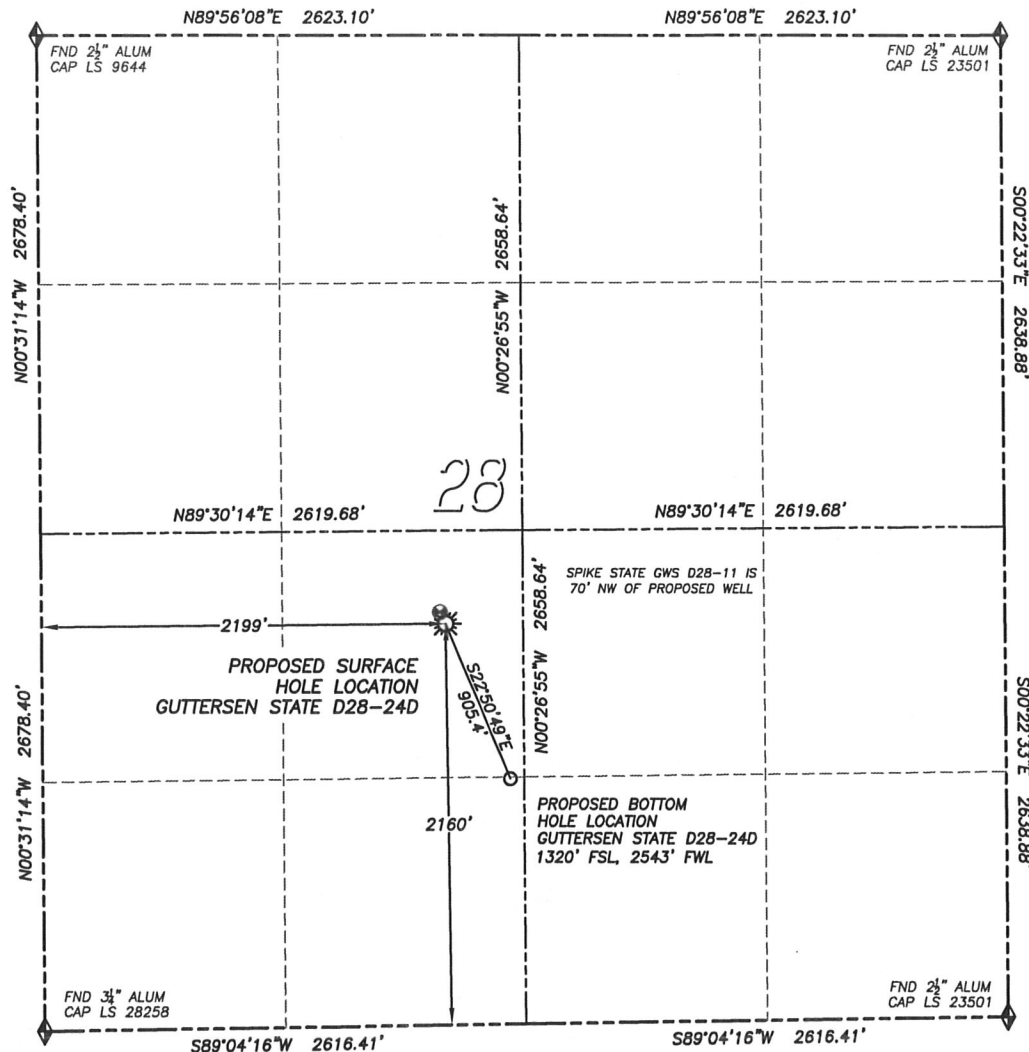 N89°56'08"E 2623.10'
N89°56'08"E 2623.10'
FND 2½" ALUM
CAP LS 9644
FND 2½" ALUM
CAP LS 23501
N00°31'14"W 2678.40'
N00°26'55"W 2658.64'
S00°22'33"E 2638.88'
28
N89°30'14"E 2619.68'
N89°30'14"E 2619.68'
SPIKE STATE GWS D28-11 IS
70' NW OF PROPOSED WELL
2199'
PROPOSED SURFACE
HOLE LOCATION
GUTTERSEN STATE D28-24D
S22°50'49"E
905.4'
N00°26'55"W 2658.64'
N00°31'14"W 2678.40'
S00°22'33"E 2638.88'
2160'
PROPOSED BOTTOM
HOLE LOCATION
GUTTERSEN STATE D28-24D
1320' FSL, 2543' FWL
FND 3¼" ALUM
CAP LS 28258
FND 2½" ALUM
CAP LS 23501
S89°04'16"W 2616.41'
S89°04'16"W 2616.41'